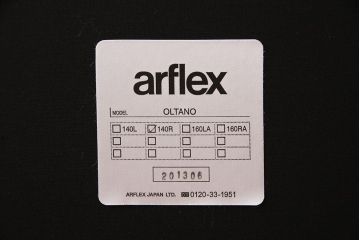 arflex
MODEL OLTANO
140L 140R 160LA 160RA
201306
ARFLEX JAPAN LTD. 0120-33-1951